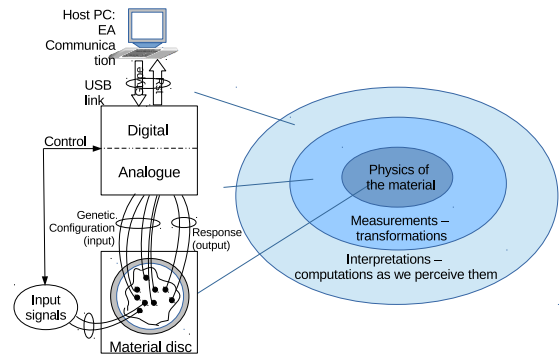 Host PC:
EA
Communica
tion
USB
link
Digital
Control
Analogue
Genetic
Configuration
(input)
Response
(output)
Input
signals
Material disc
Physics of
the material
Measurements –
transformations
Interpretations –
computations as we perceive them